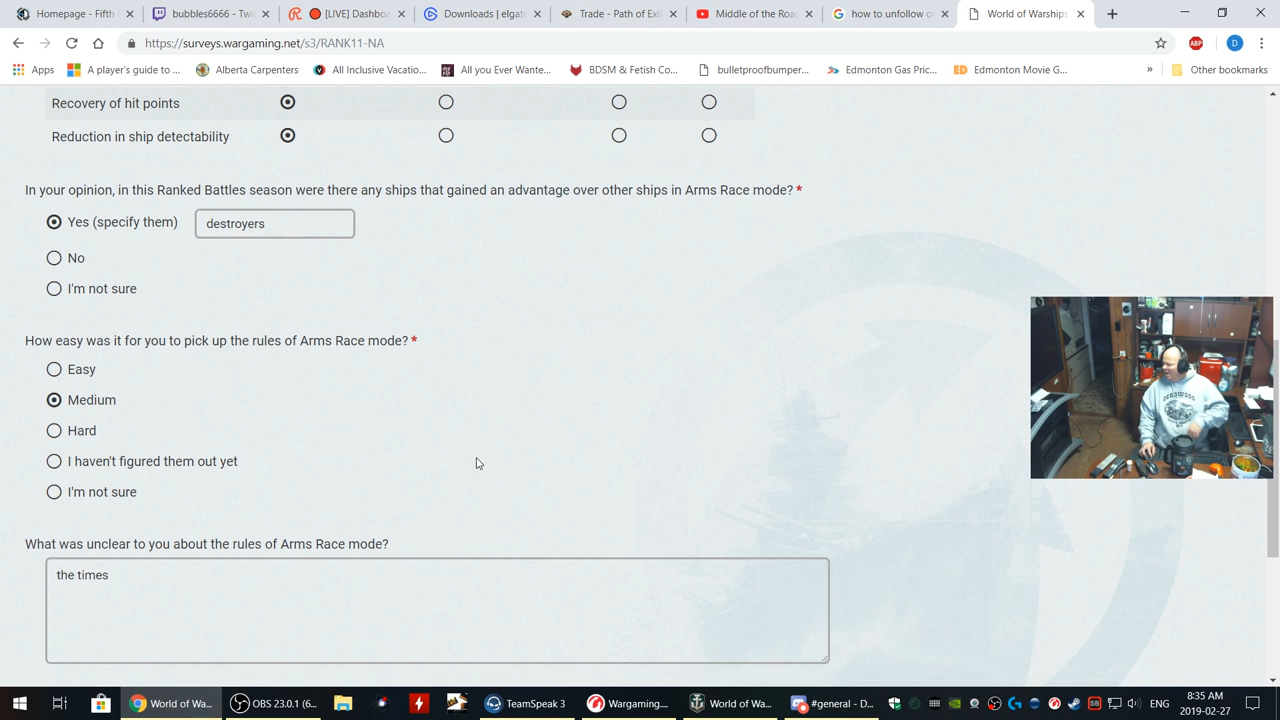 Homepage - Fifth
bubbles6666 - Twi
[LIVE] Dashbo
Downloads | elgat
Trade - Path of Exil
Middle of the Roa
how to unfollow o
World of Warships
https://surveys.wargaming.net/s3/RANK11-NA
ABP
D
Apps
A player's guide to ...
Alberta Carpenters
All Inclusive Vacatio...
All you Ever Wante...
BDSM & Fetish Co...
bulletproofbumper...
Edmonton Gas Pric...
ED Edmonton Movie G...
»
Other bookmarks
Recovery of hit points
Reduction in ship detectability
In your opinion, in this Ranked Battles season were there any ships that gained an advantage over other ships in Arms Race mode? *
Yes (specify them)
destroyers
No
I'm not sure
How easy was it for you to pick up the rules of Arms Race mode? *
Easy
Medium
Hard
I haven't figured them out yet
I'm not sure
What was unclear to you about the rules of Arms Race mode?
the times
World of Wa...
OBS 23.0.1 (6...
TeamSpeak 3
Wargaming....
World of Wa...
#general - D...
ENG
8:35 AM
2019-02-27